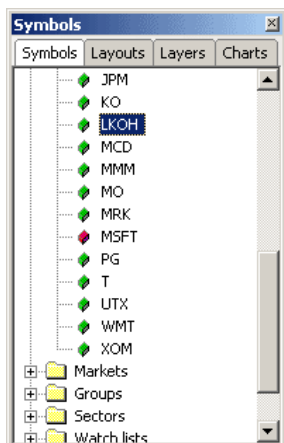 Symbols
Symbols Layouts Layers Charts
JPM
KO
LKOH
MCD
MMM
MO
MRK
MSFT
PG
T
UTX
WMT
XOM
Markets
Groups
Sectors
Watch lists